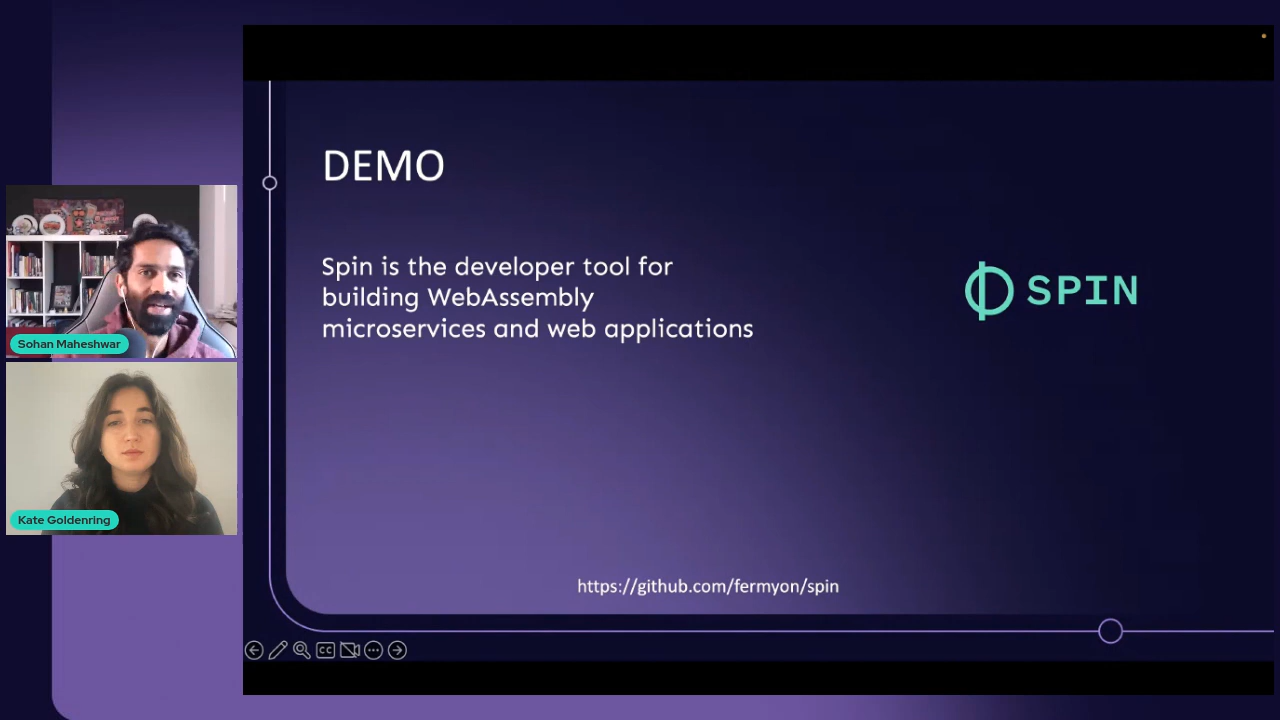 DEMO
Spin is the developer tool for
building WebAssembly
microservices and web applications
SPIN
Sohan Maheshwar
Kate Goldenring
https://github.com/fermyon/spin
CC